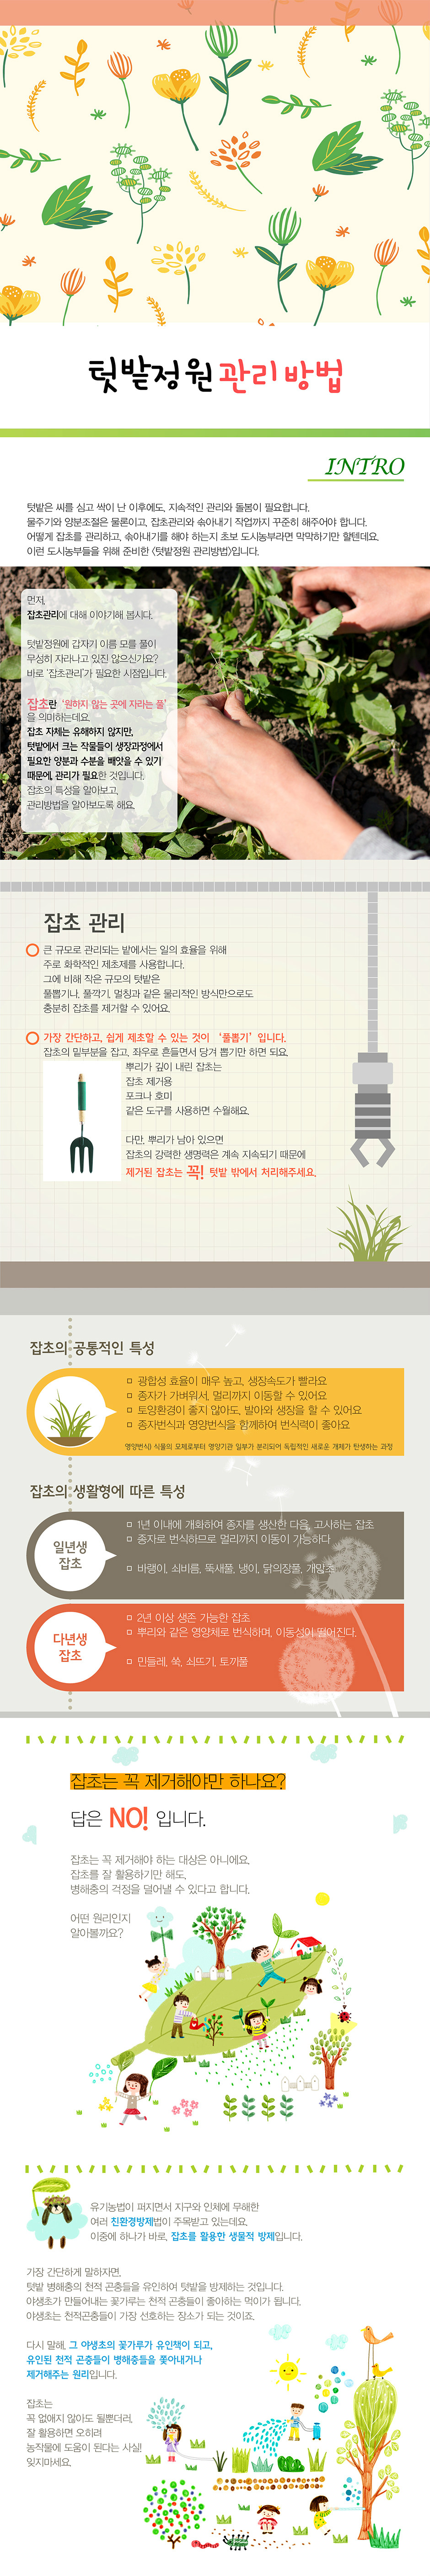 텃밭정원 관리방법
INTRO
텃밭은 씨를 심고 싹이 난 이후에도, 지속적인 관리와 돌봄이 필요합니다.
물주기와 양분조절은 물론이고, 잡초관리와 솎아내기 작업까지 꾸준히 해주어야 합니다.
어떻게 잡초를 관리하고, 솎아내기를 해야 하는지 초보 도시농부라면 막막하기만 할텐데요.
이런 도시농부들을 위해 준비한 <텃밭정원 관리방법>입니다.
먼저,
잡초관리에 대해 이야기해 봅시다.
텃밭정원에 갑자기 이름 모를 풀이
무성히 자라나고 있진 않으신가요?
바로 '잡초관리'가 필요한 시점입니다.
잡초란 '원하지 않는 곳에 자라는 풀'
을 의미하는데요.
잡초 자체는 유해하지 않지만,
텃밭에서 크는 작물들이 생장과정에서
필요한 양분과 수분을 빼앗을 수 있기
때문에, 관리가 필요한 것입니다.
잡초의 특성을 알아보고,
관리방법을 알아보도록 해요.
잡초 관리
큰 규모로 관리되는 밭에서는 일의 효율을 위해
주로 화학적인 제초제를 사용합니다.
그에 비해 작은 규모의 텃밭은
풀뽑기나, 풀깍기, 멀칭과 같은 물리적인 방식만으로도
충분히 잡초를 제거할 수 있어요.
가장 간단하고, 쉽게 제초할 수 있는 것이 '풀뽑기' 입니다.
잡초의 밑부분을 잡고, 좌우로 흔들면서 당겨 뽑기만 하면 되요.
뿌리가 깊이 내린 잡초는
잡초 제거용
포크나 호미
같은 도구를 사용하면 수월해요.
다만, 뿌리가 남아 있으면
잡초의 강력한 생명력은 계속 지속되기 때문에
제거된 잡초는 꼭! 텃밭 밖에서 처리해주세요.
잡초의 공통적인 특성
광합성 효율이 매우 높고, 생장속도가 빨라요
종자가 가벼워서, 멀리까지 이동할 수 있어요
토양환경이 좋지 않아도, 발아와 생장을 할 수 있어요
종자번식과 영양번식을 함께하여 번식력이 좋아요
영양번식) 식물의 모체로부터 영양기관 일부가 분리되어 독립적인 새로운 개체가 탄생하는 과정
잡초의 생활형에 따른 특성
일년생
잡초
1년 이내에 개화하여 종자를 생산한 다음, 고사하는 잡초
종자로 번식하므로 멀리까지 이동이 가능하다
바랭이, 쇠비름, 뚝새풀, 냉이, 닭의장풀, 개망초
다년생
잡초
2년 이상 생존 가능한 잡초
뿌리와 같은 영양체로 번식하며, 이동성이 떨어진다.
민들레, 쑥, 쇠뜨기, 토끼풀
잡초는 꼭 제거해야만 하나요?
답은 NO! 입니다.
잡초는 꼭 제거해야 하는 대상은 아니에요.
잡초를 잘 활용하기만 해도,
병해충의 걱정을 덜어낼 수 있다고 합니다.
어떤 원리인지
알아볼까요?
유기농법이 퍼지면서 지구와 인체에 무해한
여러 친환경방제법이 주목받고 있는데요.
이중에 하나가 바로, 잡초를 활용한 생물적 방제입니다.
가장 간단하게 말하자면,
텃밭 병해충의 천적 곤충들을 유인하여 텃밭을 방제하는 것입니다.
야생초가 만들어내는 꽃가루는 천적 곤충들이 좋아하는 먹이가 됩니다.
야생초는 천적곤충들이 가장 선호하는 장소가 되는 것이죠.
다시 말해, 그 야생초의 꽃가루가 유인책이 되고,
유인된 천적 곤충들이 병해충들을 쫓아내거나
제거해주는 원리입니다.
잡초는
꼭 없애지 않아도 될뿐더러,
잘 활용하면 오히려
농작물에 도움이 된다는 사실!
잊지마세요.